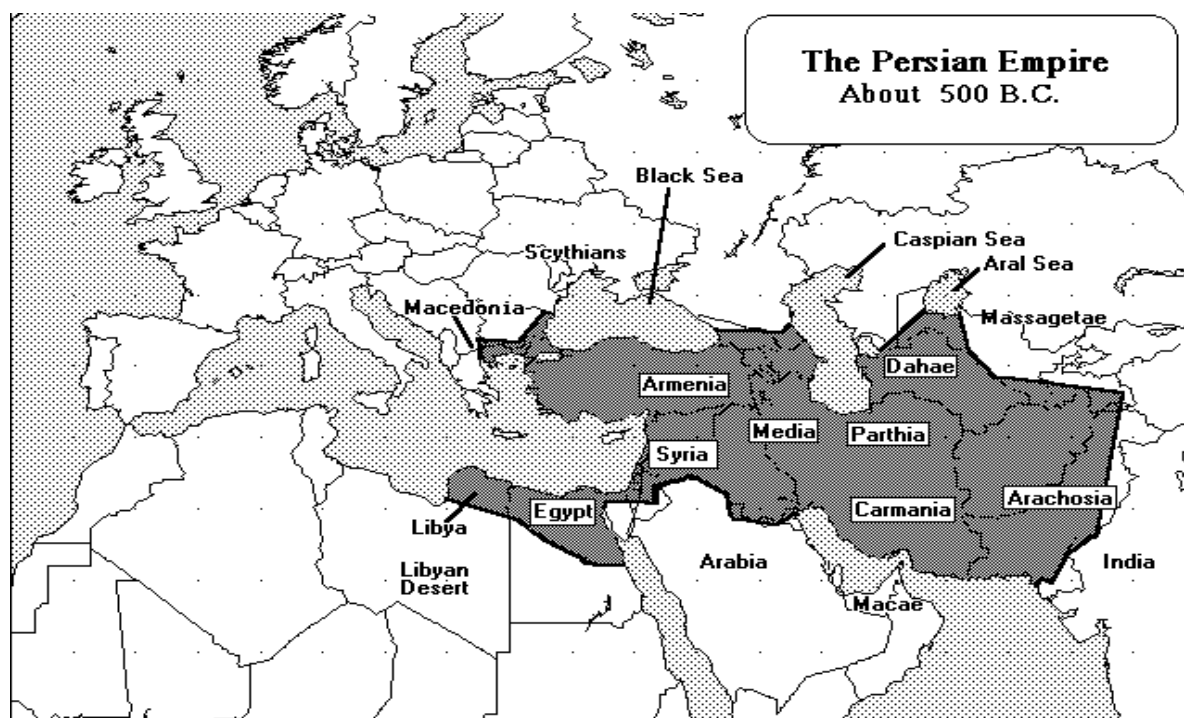 The Persian Empire
About 500 B.C.
Black Sea
Scythians
Caspian Sea
Aral Sea
Macedonia
Massagetae
Dahae
Armenia
Media
Parthia
Syria
Egypt
Carmania
Arachosia
Libya
Arabia
India
Libyan
Desert
Macae